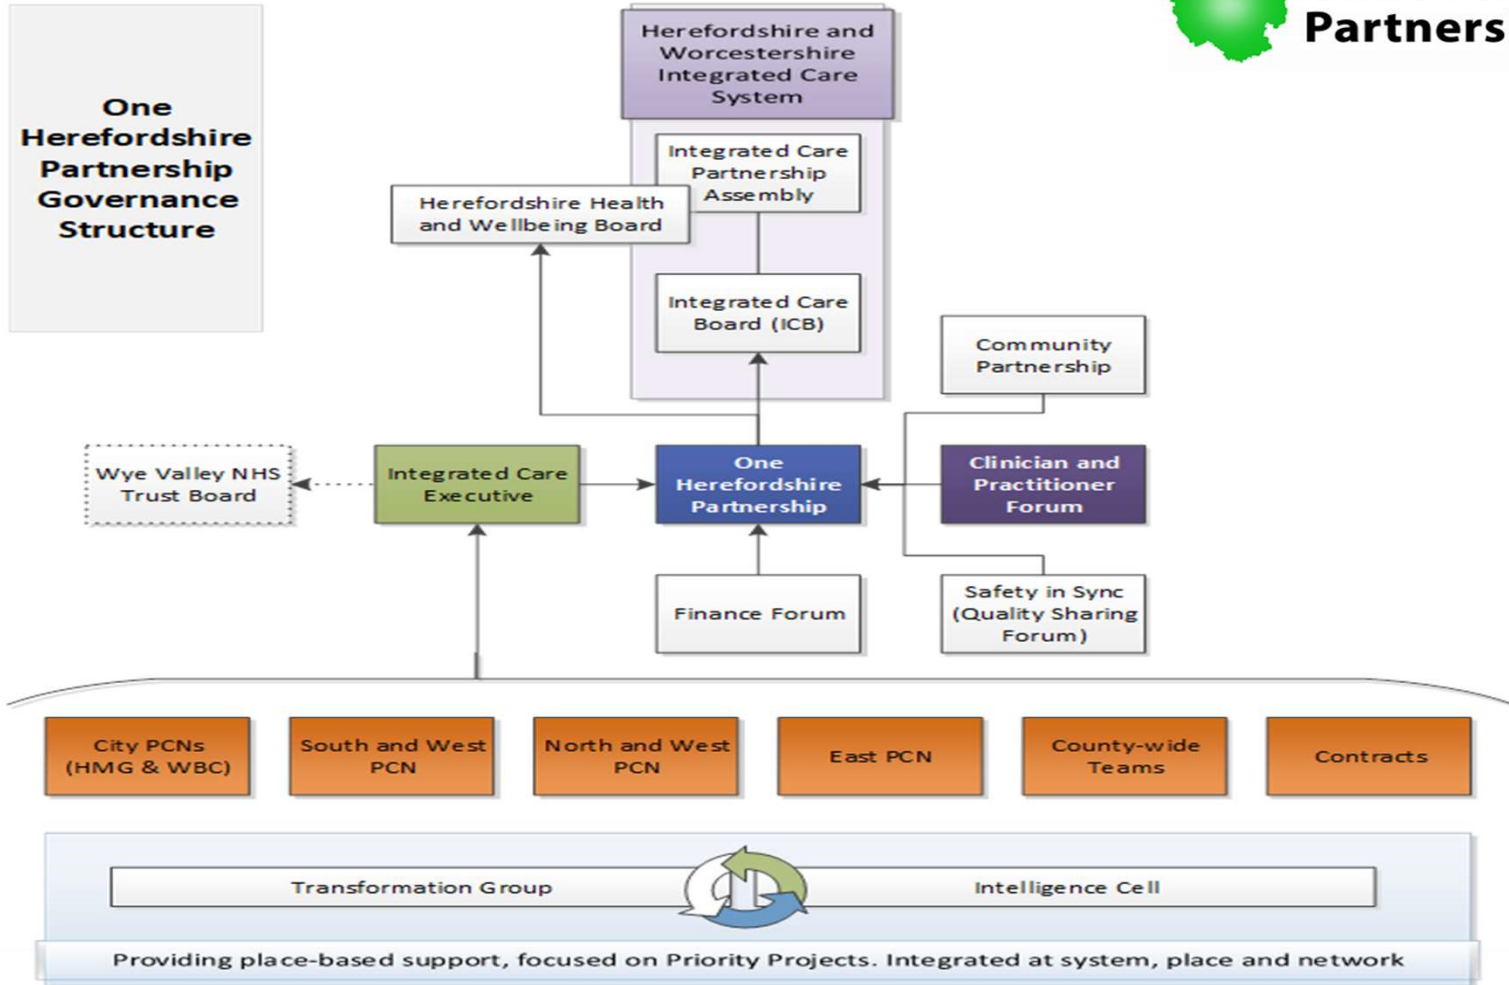 Partners
One
Herefordshire
Partnership
Governance
Structure
Herefordshire and
Worcestershire
Integrated Care
System
Integrated Care
Partnership
Assembly
Herefordshire Health
and Wellbeing Board
Integrated Care
Board (ICB)
Community
Partnership
Wye Valley NHS
Trust Board
Integrated Care
Executive
One
Herefordshire
Partnership
Clinician and
Practitioner
Forum
Finance Forum
Safety in Sync
(Quality Sharing
Forum)
City PCNs
(HMG & WBC)
South and West
PCN
North and West
PCN
East PCN
County-wide
Teams
Contracts
Transformation Group
Intelligence Cell
Providing place-based support, focused on Priority Projects. Integrated at system, place and network